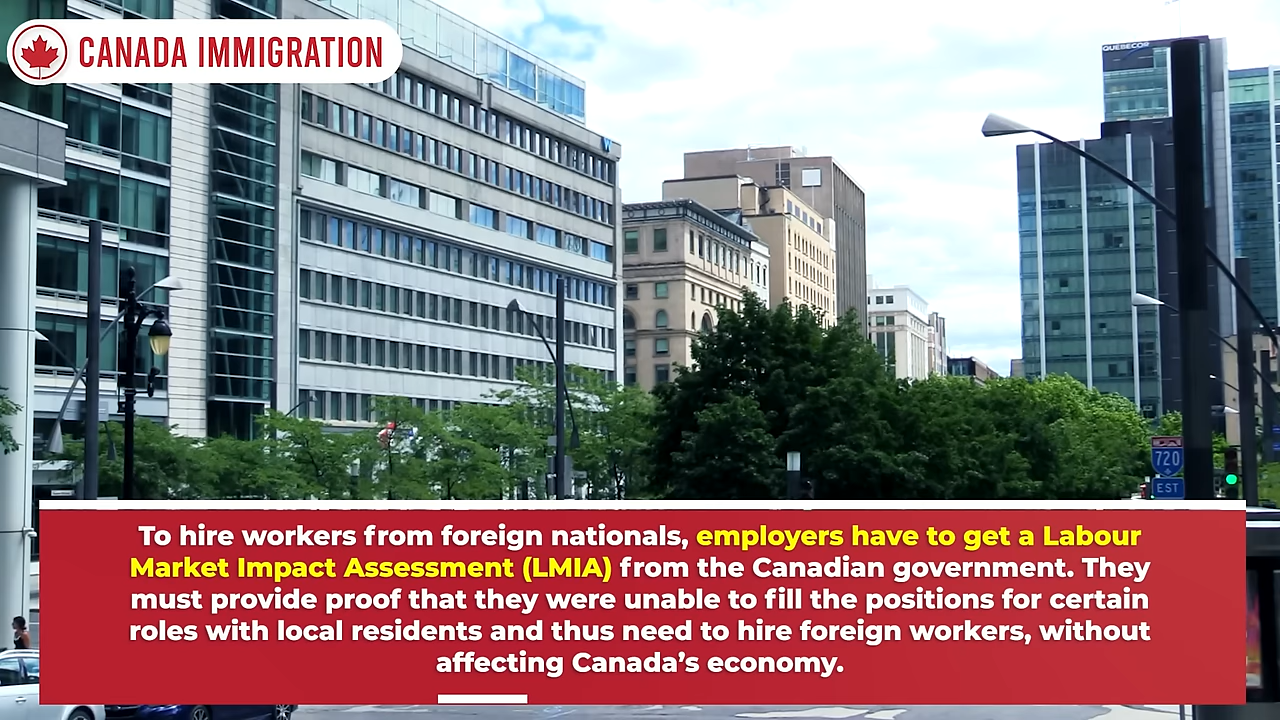 CANADA IMMIGRATION
QUEBECOR
W
720
EST
To hire workers from foreign nationals, employers have to get a Labour
Market Impact Assessment (LMIA) from the Canadian government. They
must provide proof that they were unable to fill the positions for certain
roles with local residents and thus need to hire foreign workers, without
affecting Canada’s economy.